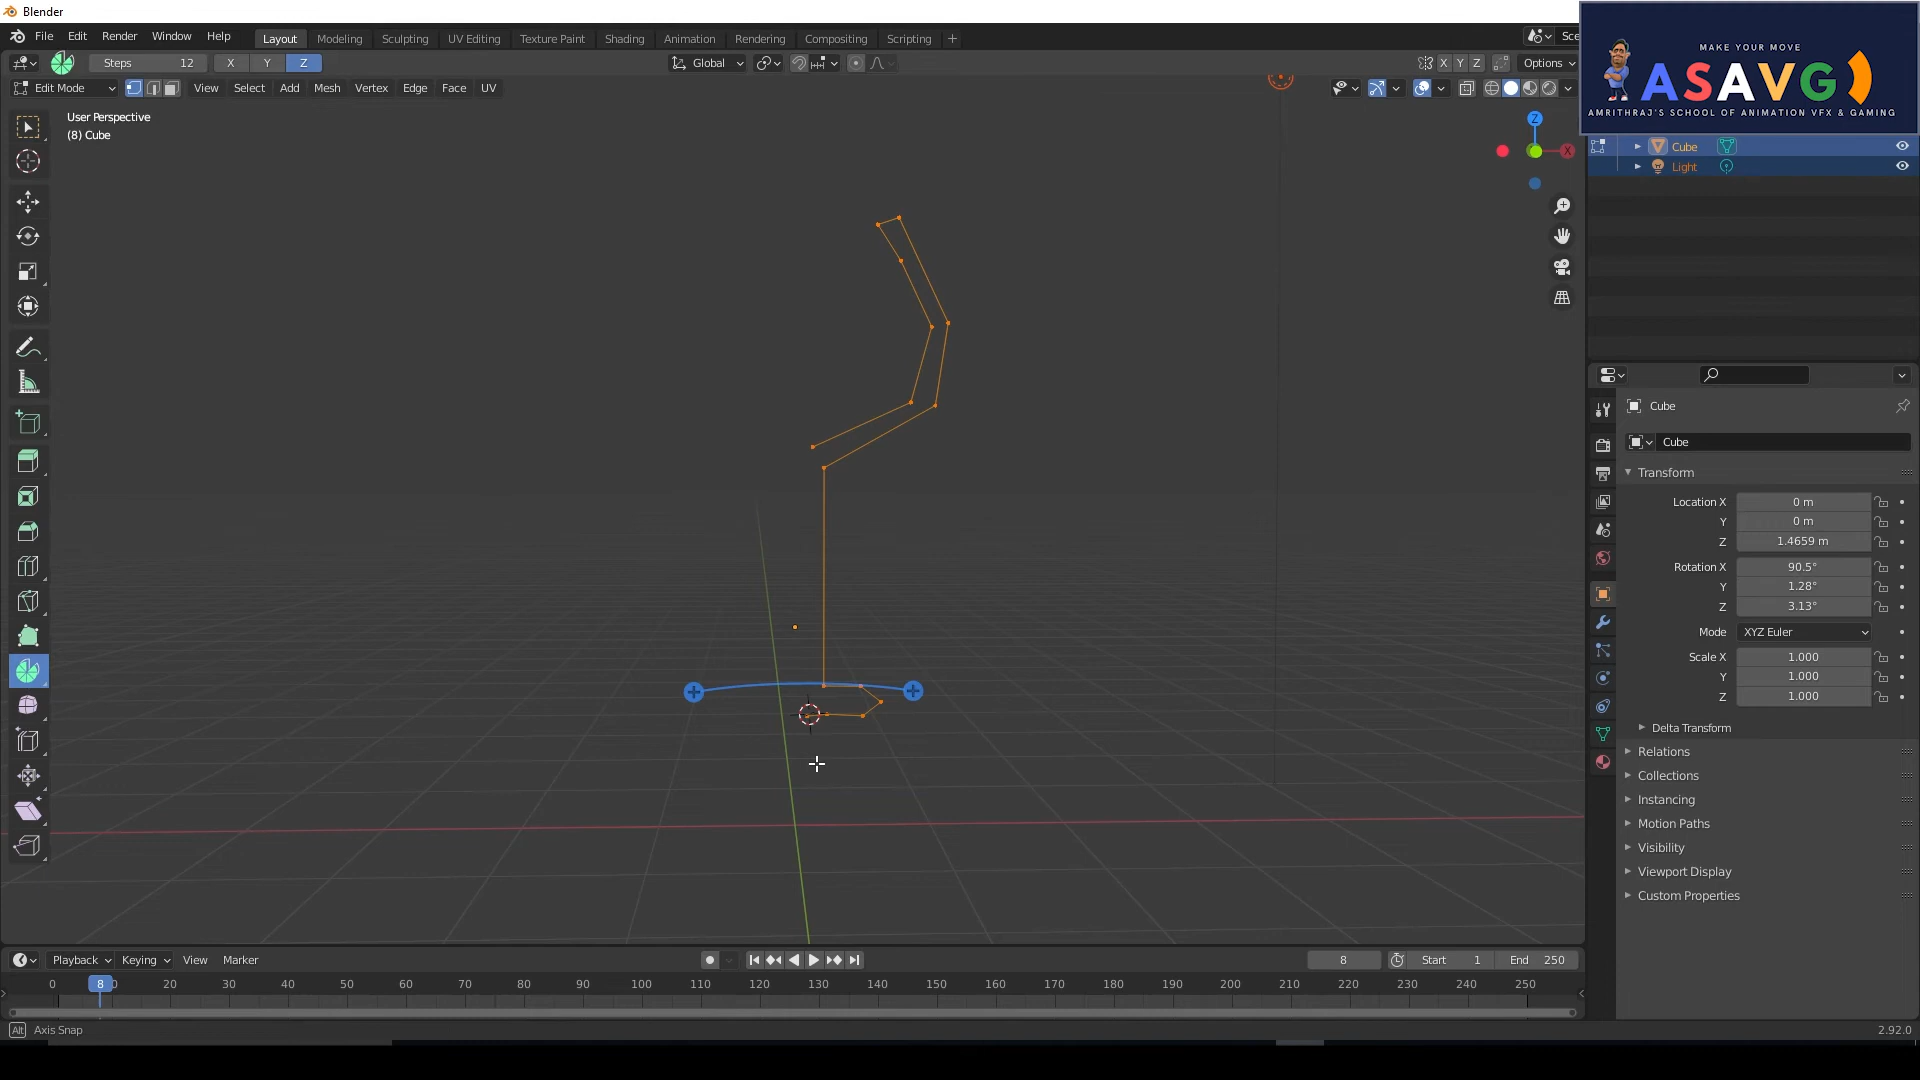 Blender
File Edit Render Window Help Layout Modeling Sculpting UV Editing Texture Paint Shading Animation Rendering Compositing Scripting + Sce
Steps 12 X Y Z Global X Y Z Options
Edit Mode View Select Add Mesh Vertex Edge Face UV
MAKE YOUR MOVE
ASAVG
AMRITHRAJ'S SCHOOL OF ANIMATION VFX & GAMING
User Perspective
(8) Cube
Z
X
Cube
Light
Cube
Cube
Transform
Location X 0 m
Y 0 m
Z 1.4659 m
Rotation X 90.5°
Y 1.28°
Z 3.13°
Mode XYZ Euler
Scale X 1.000
Y 1.000
Z 1.000
Delta Transform
Relations
Collections
Instancing
Motion Paths
Visibility
Viewport Display
Custom Properties
Playback Keying View Marker 8 Start 1 End 250
0 8 0 20 30 40 50 60 70 80 90 100 110 120 130 140 150 160 170 180 190 200 210 220 230 240 250
Alt Axis Snap 2.92.0